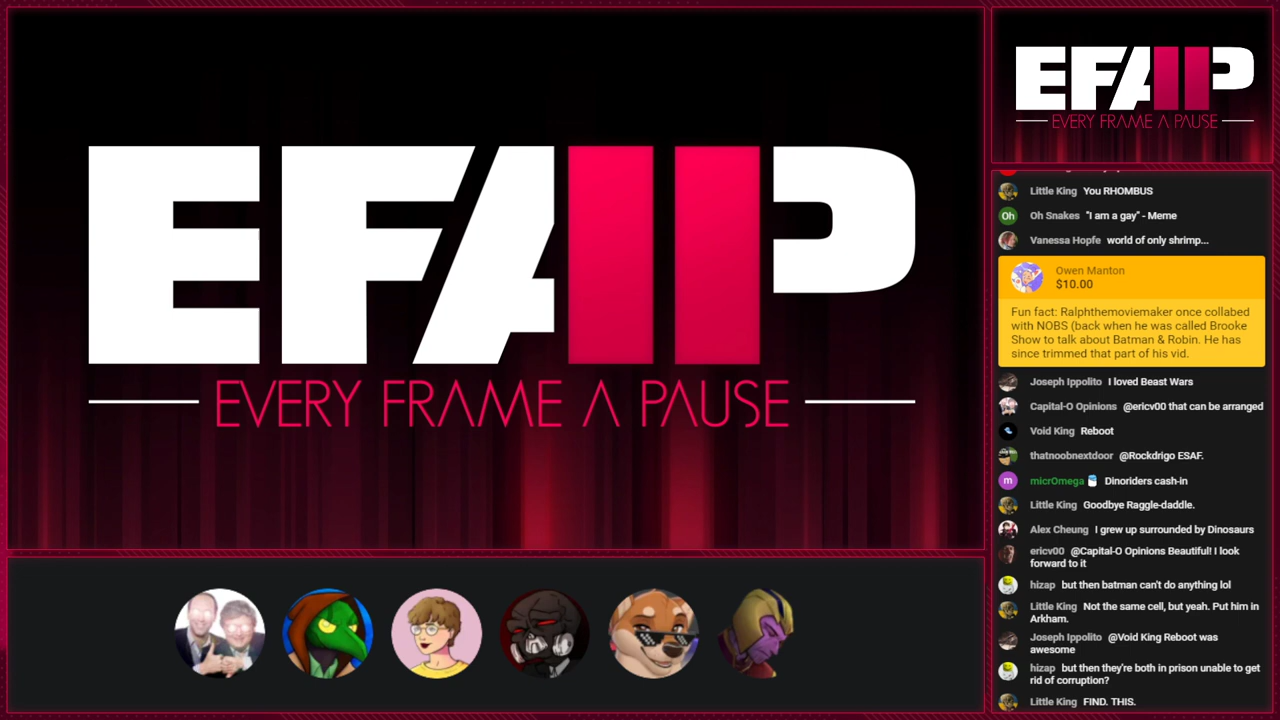 EFAP
EVERY FRAME A PAUSE
EFAP
EVERY FRAME A PAUSE
Little King You RHOMBUS
Oh Oh Snakes "I am a gay" - Meme
Vanessa Hopfe world of only shrimp...
Owen Manton
$10.00
Fun fact: Ralphthemoviemaker once collabed
with NOBS (back when he was called Brooke
Show to talk about Batman & Robin. He has
since trimmed that part of his vid.
Joseph Ippolito I loved Beast Wars
Capital-O Opinions @ericv00 that can be arranged
Void King Reboot
thatnoobnextdoor @Rockdrigo ESAF.
m micrOmega Dinoriders cash-in
Little King Goodbye Raggle-daddle.
Alex Cheung I grew up surrounded by Dinosaurs
ericv00 @Capital-O Opinions Beautiful! I look
forward to it
hizap but then batman can't do anything lol
Little King Not the same cell, but yeah. Put him in
Arkham.
Joseph Ippolito @Void King Reboot was
awesome
hizap but then they're both in prison unable to get
rid of corruption?
Little King FIND. THIS.